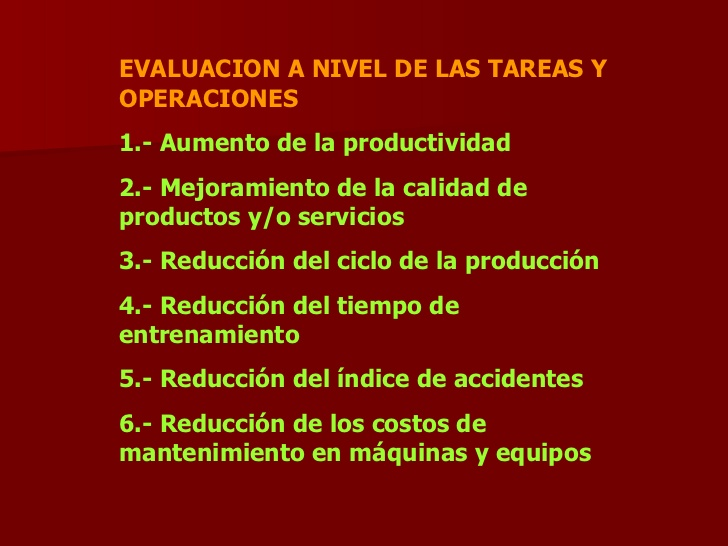 EVALUACION A NIVEL DE LAS TAREAS Y
OPERACIONES
1.- Aumento de la productividad
2.- Mejoramiento de la calidad de
productos y/o servicios
3.- Reducción del ciclo de la producción
4.- Reducción del tiempo de
entrenamiento
5.- Reducción del índice de accidentes
6.- Reducción de los costos de
mantenimiento en máquinas y equipos